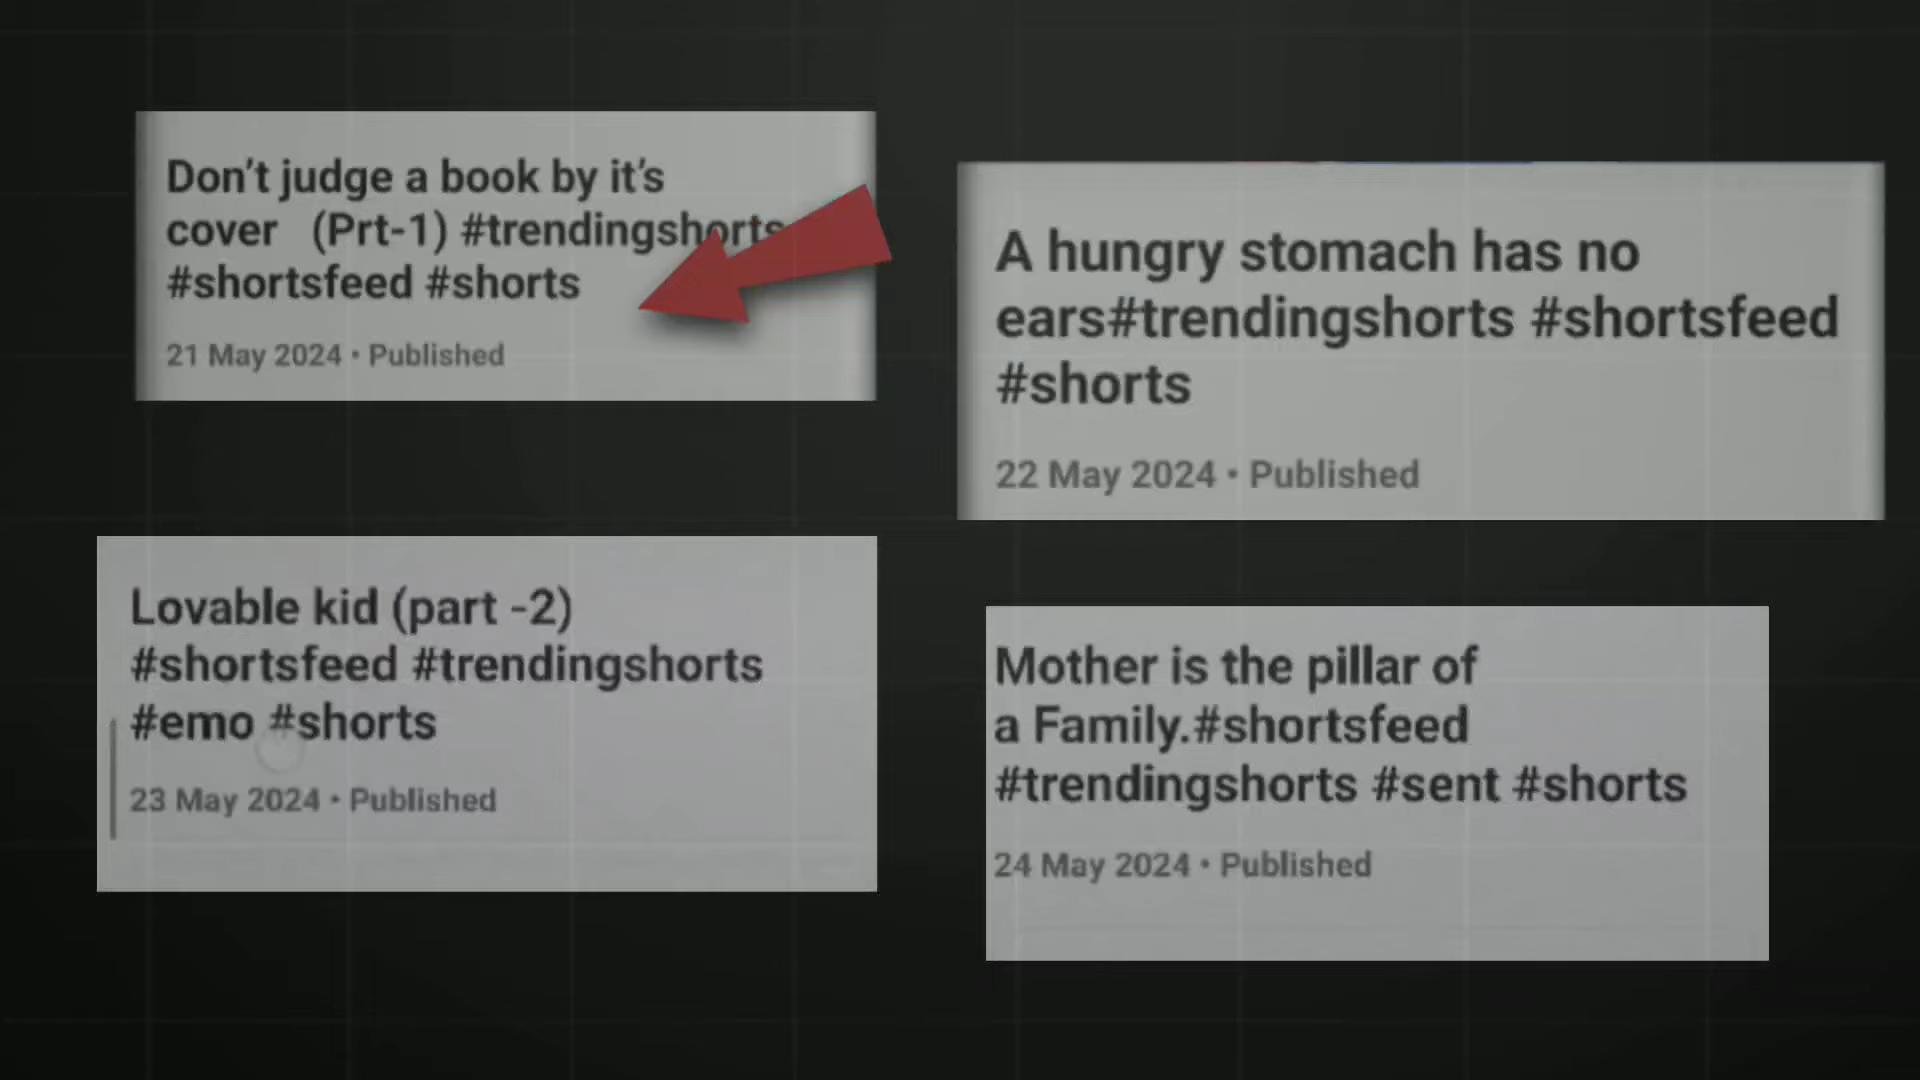 Don't judge a book by it's
cover (Prt-1) #trendingshorts
#shortsfeed #shorts
21 May 2024 • Published
A hungry stomach has no
ears#trendingshorts #shortsfeed
#shorts
22 May 2024 • Published
Lovable kid (part -2)
#shortsfeed #trendingshorts
#emo #shorts
23 May 2024 • Published
Mother is the pillar of
a Family.#shortsfeed
#trendingshorts #sent #shorts
24 May 2024 • Published